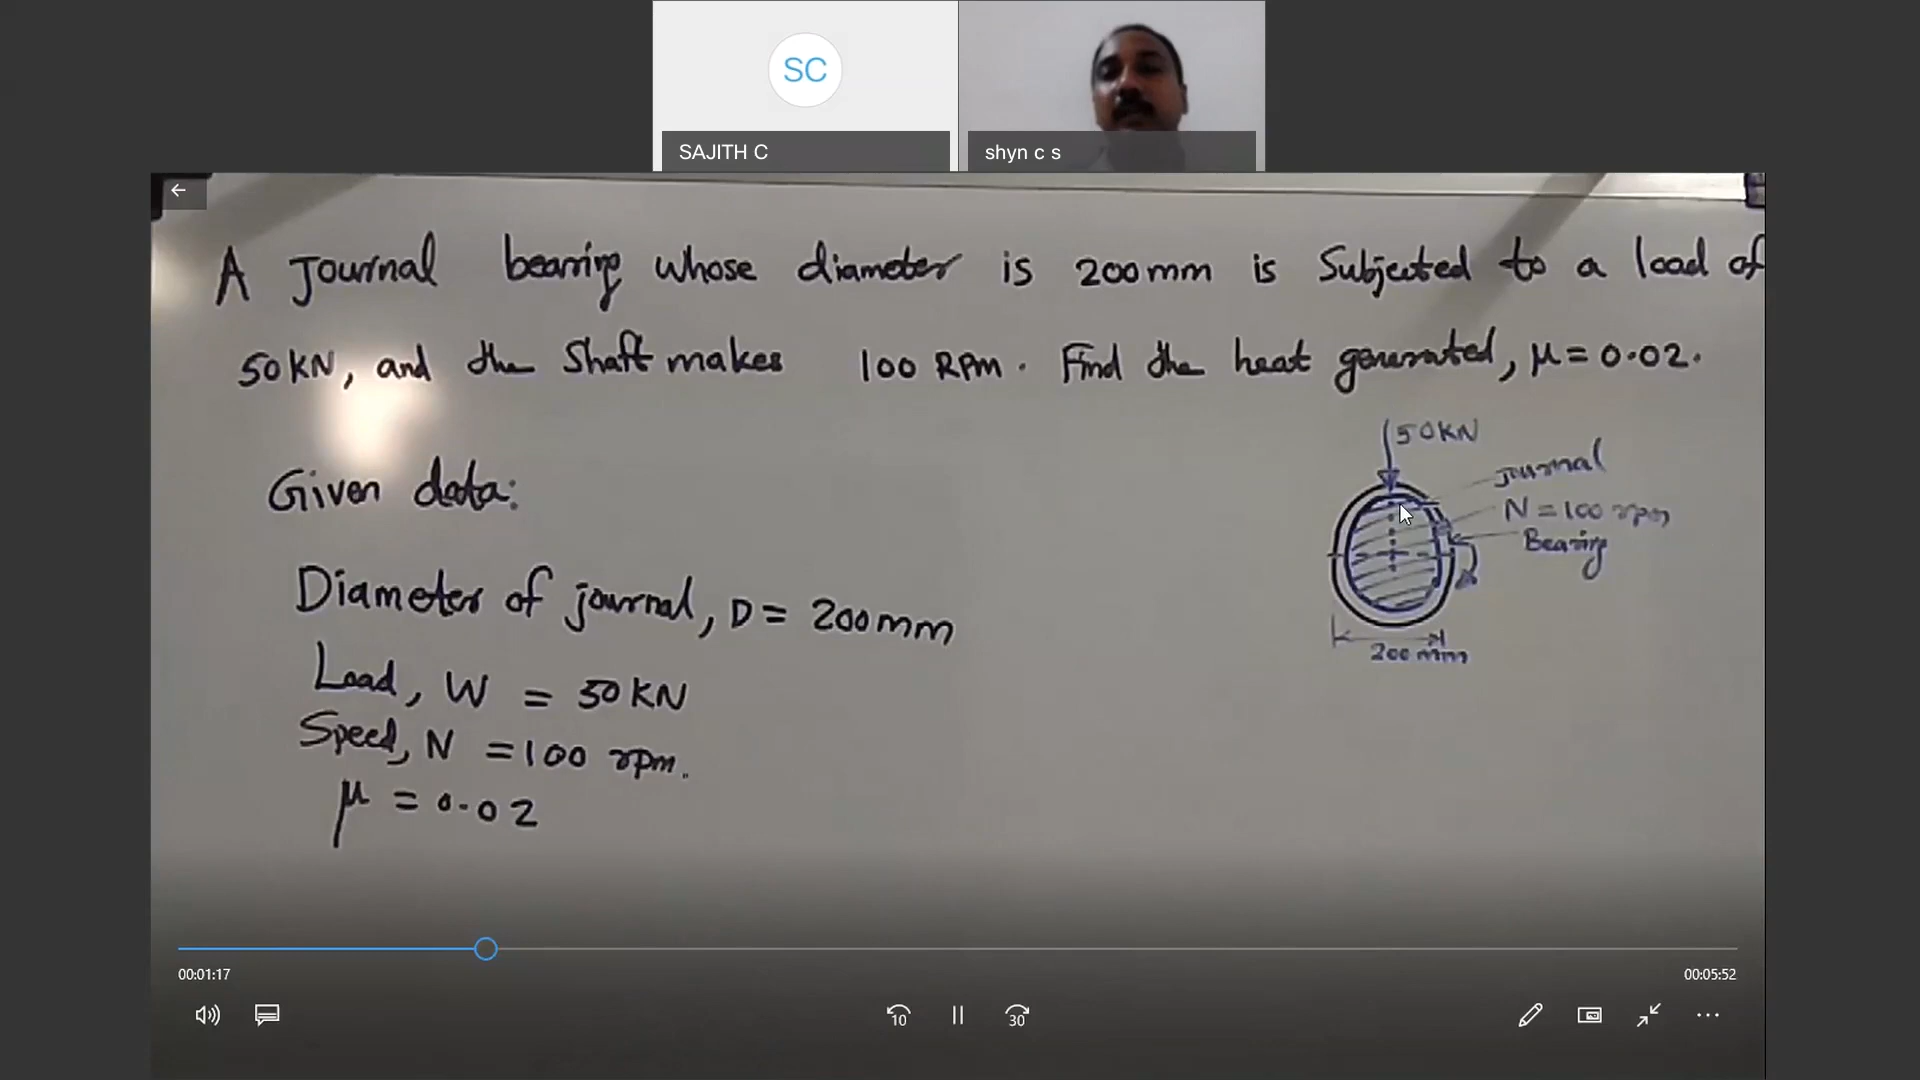 SC
SAJITH C
shyn c s
A Journal bearing whose diameter is 200mm is Subjected to a load of
50KN, and the Shaft makes 100 RPm. Find the heat generated, μ = 0.02.
50KN
Journal
N = 100 rpm
Bearing
200 mm
Given data:
Diameter of journal, D = 200mm
Load, W = 50KN
Speed, N = 100 rpm.
μ = 0.02
00:01:17
00:05:52
10
30